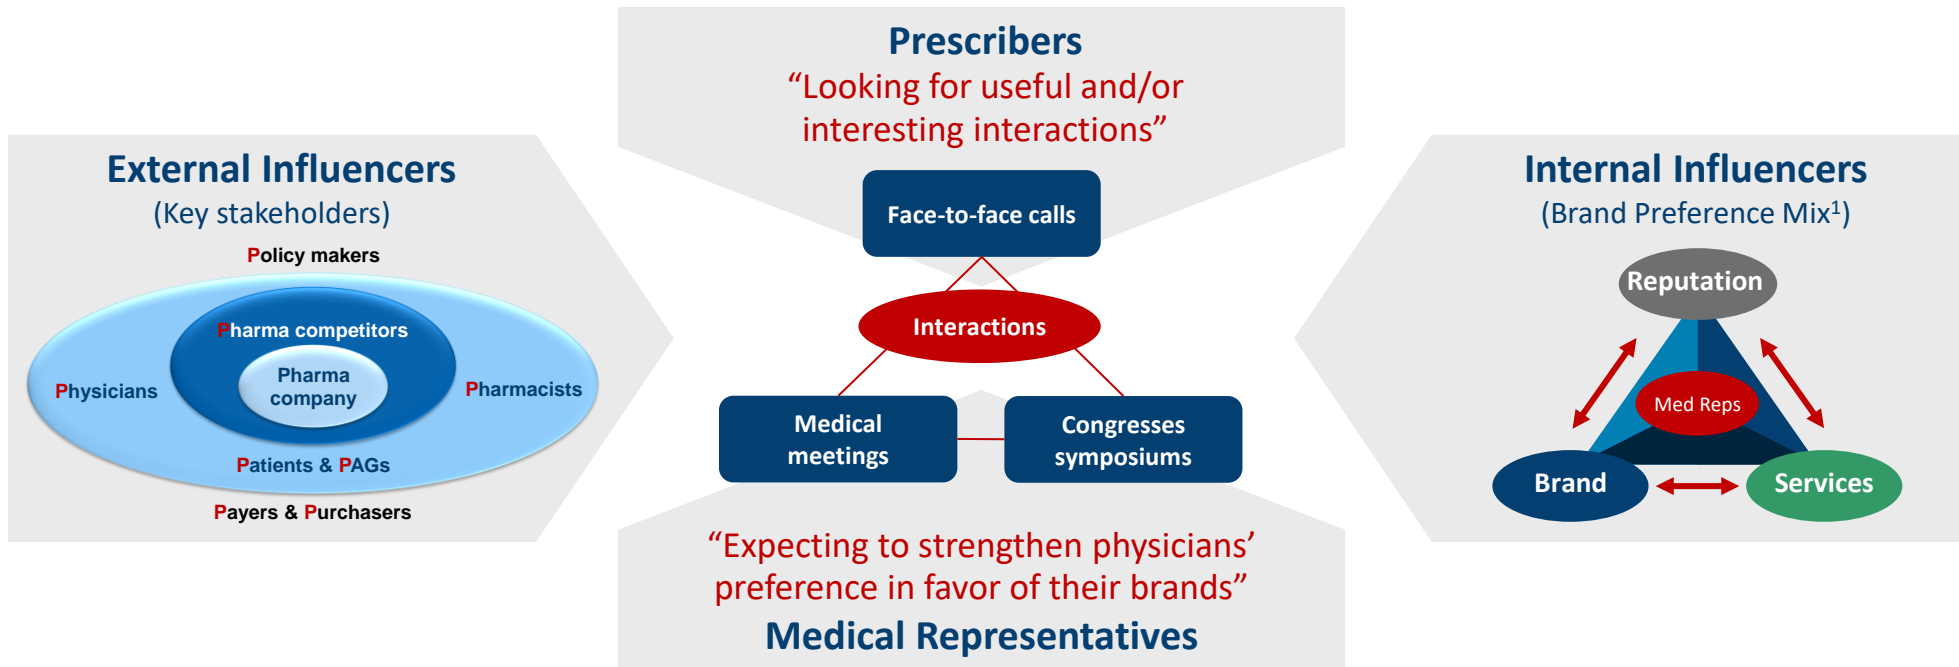 Prescribers
“Looking for useful and/or
interesting interactions”
External Influencers
(Key stakeholders)
Policy makers
Pharma competitors
Pharma
company
Physicians
Pharmacists
Patients & PAGs
Payers & Purchasers
Face-to-face calls
Interactions
Medical
meetings
Congresses
symposiums
“Expecting to strengthen physicians’
preference in favor of their brands”
Medical Representatives
Internal Influencers
(Brand Preference Mix¹)
Reputation
Med Reps
Brand
Services